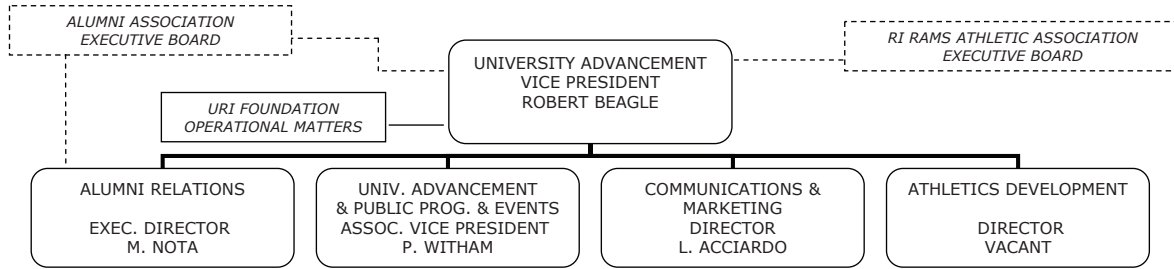 ALUMNI ASSOCIATION
EXECUTIVE BOARD
RI RAMS ATHLETIC ASSOCIATION
EXECUTIVE BOARD
UNIVERSITY ADVANCEMENT
VICE PRESIDENT
ROBERT BEAGLE
URI FOUNDATION
OPERATIONAL MATTERS
ALUMNI RELATIONS
EXEC. DIRECTOR
M. NOTA
UNIV. ADVANCEMENT
& PUBLIC PROG. & EVENTS
ASSOC. VICE PRESIDENT
P. WITHAM
COMMUNICATIONS &
MARKETING
DIRECTOR
L. ACCIARDO
ATHLETICS DEVELOPMENT
DIRECTOR
VACANT